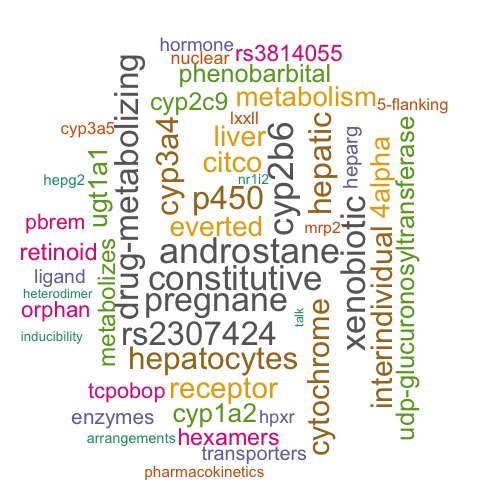 hormone
nuclear
rs3814055
phenobarbital
drug-metabolizing
cyp2c9
metabolism
5-flanking
lxxll
cyp3a5
cyp3a4
liver
cyp2b6
hepatic
heparg
4alpha
udp-glucuronosyltransferase
ugt1a1
citco
hepg2
nr1i2
p450
pbrem
everted
mrp2
xenobiotic
interindividual
retinoid
androstane
metabolizes
ligand
constitutive
heterodimer
pregnane
orphan
talk
cytochrome
inducibility
rs2307424
hepatocytes
tcpobop
receptor
enzymes
cyp1a2
hpxr
arrangements
hexamers
transporters
pharmacokinetics